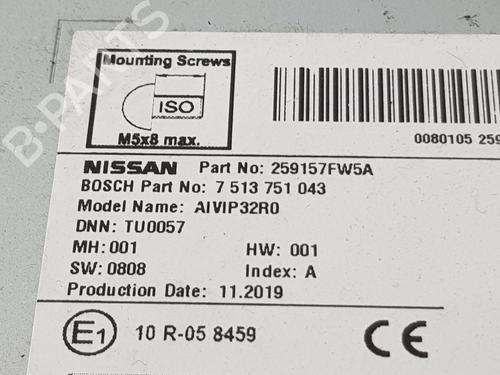 B-PARTS
Mounting Screws
ISO
M5x8 max.
0080105 259
NISSAN Part No: 259157FW5A
BOSCH Part No: 7 513 751 043
Model Name: AIVIP32R0
DNN: TU0057
MH: 001 HW: 001
SW: 0808 Index: A
Production Date: 11.2019
E1 10 R-05 8459 CE